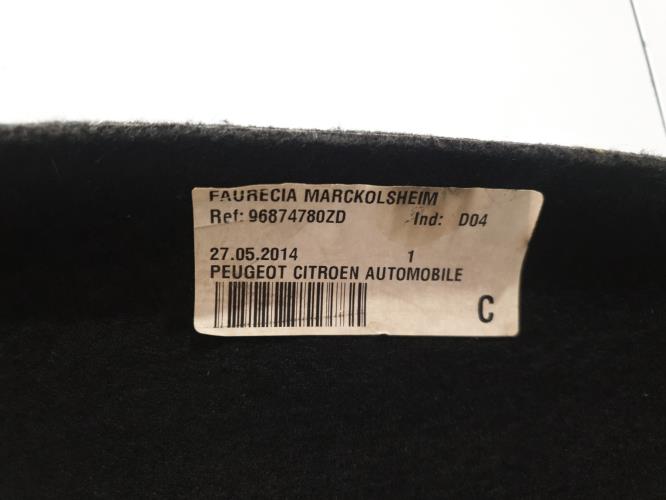 FAURECIA MARCKOLSHEIM
Ref: 96874780ZD Ind: D04
27.05.2014 1
PEUGEOT CITROEN AUTOMOBILE
C